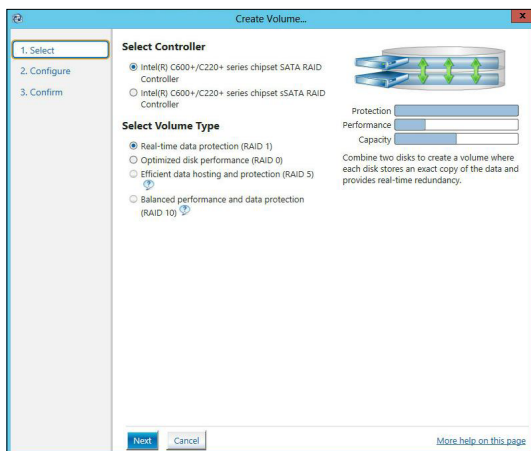 Create Volume...
x
1. Select
2. Configure
3. Confirm
Select Controller
Intel(R) C600+/C220+ series chipset SATA RAID
Controller
Intel(R) C600+/C220+ series chipset sSATA RAID
Controller
Select Volume Type
Real-time data protection (RAID 1)
Optimized disk performance (RAID 0)
Efficient data hosting and protection (RAID 5)
?
Balanced performance and data protection
(RAID 10) ?
Protection
Performance
Capacity
Combine two disks to create a volume where
each disk stores an exact copy of the data and
provides real-time redundancy.
Next
Cancel
More help on this page